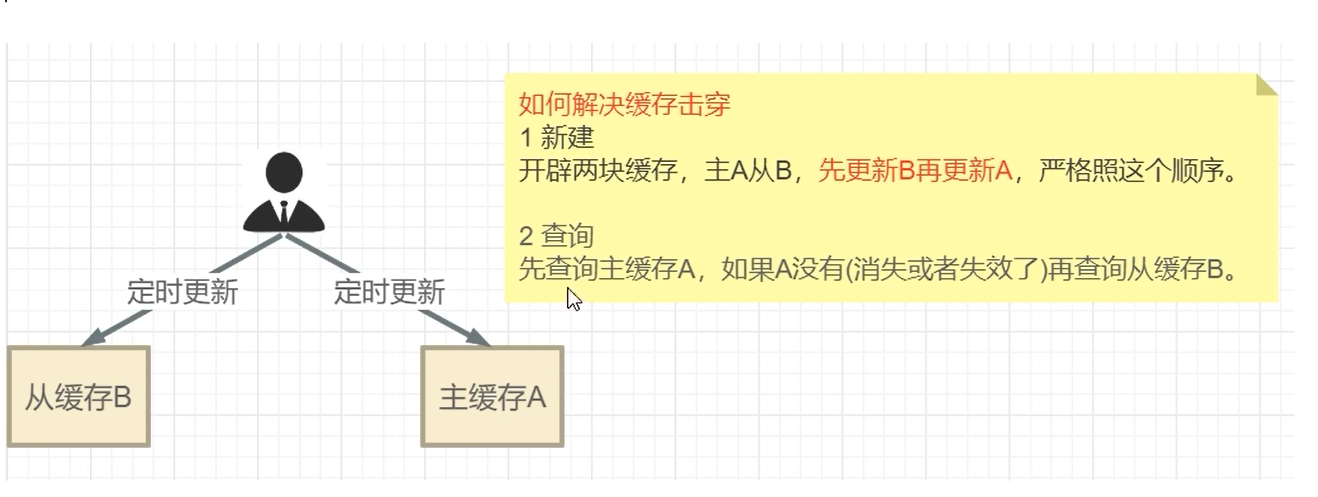 如何解决缓存击穿
1 新建
开辟两块缓存，主A从B，先更新B再更新A，严格照这个顺序。
2 查询
先查询主缓存A，如果A没有(消失或者失效了)再查询从缓存B。
定时更新
定时更新
从缓存B
主缓存A